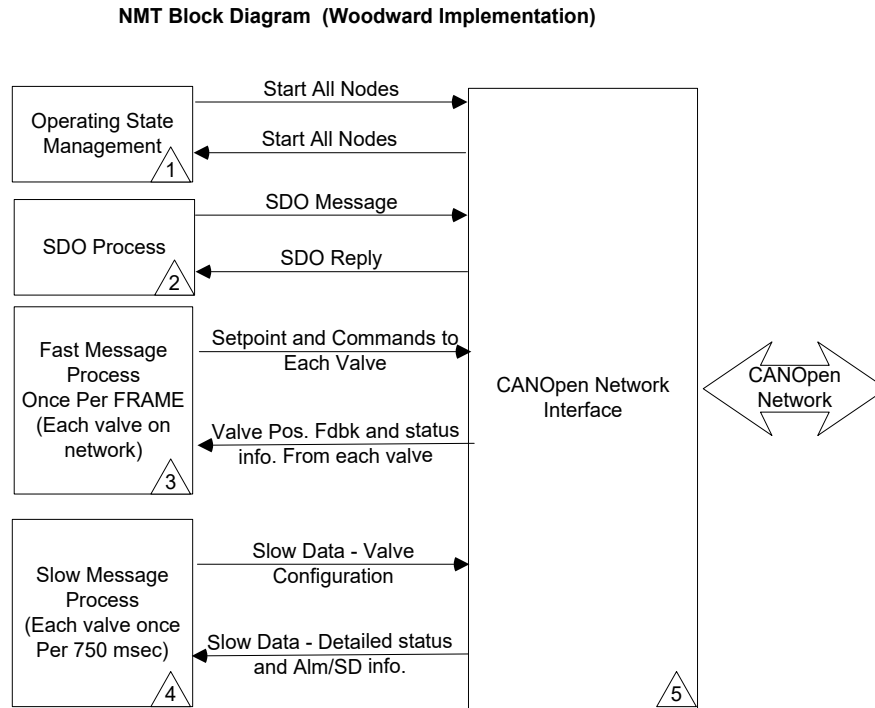 NMT Block Diagram (Woodward Implementation)
Operating State
Management
1
Start All Nodes
Start All Nodes
SDO Process
2
SDO Message
SDO Reply
Fast Message
Process
Once Per FRAME
(Each valve on
network)
3
Setpoint and Commands to
Each Valve
Valve Pos. Fdbk and status
info. From each valve
Slow Message
Process
(Each valve once
Per 750 msec)
4
Slow Data - Valve
Configuration
Slow Data - Detailed status
and Alm/SD info.
CANOpen Network
Interface
5
CANOpen
Network